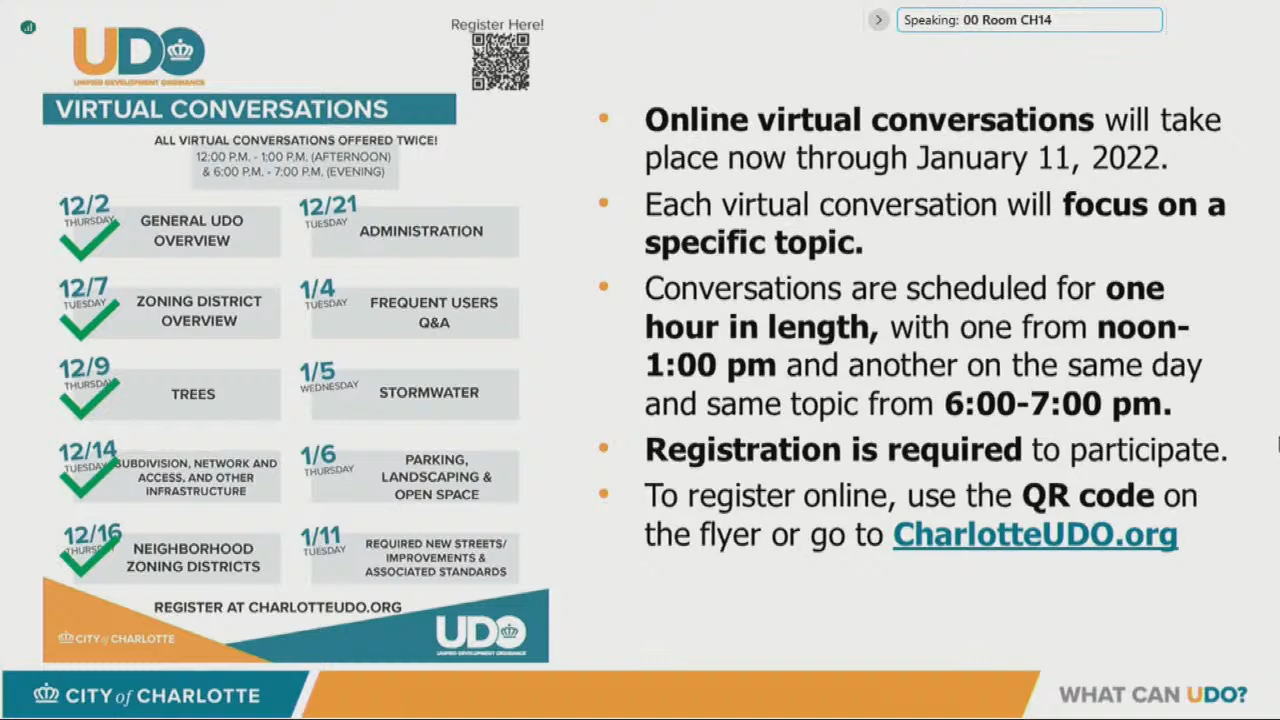 Speaking: 00 Room CH14
Register Here!
UDO
UNIFIED DEVELOPMENT ORDINANCE
VIRTUAL CONVERSATIONS
ALL VIRTUAL CONVERSATIONS OFFERED TWICE!
12:00 P.M. - 1:00 P.M. (AFTERNOON)
& 6:00 P.M. - 7:00 P.M. (EVENING)
12/2
THURSDAY
GENERAL UDO
OVERVIEW
12/7
TUESDAY
ZONING DISTRICT
OVERVIEW
12/9
THURSDAY
TREES
12/14
TUESDAY
SUBDIVISION, NETWORK AND
ACCESS, AND OTHER
INFRASTRUCTURE
12/16
THURSDAY
NEIGHBORHOOD
ZONING DISTRICTS
12/21
TUESDAY
ADMINISTRATION
1/4
TUESDAY
FREQUENT USERS
Q&A
1/5
WEDNESDAY
STORMWATER
1/6
THURSDAY
PARKING,
LANDSCAPING &
OPEN SPACE
1/11
TUESDAY
REQUIRED NEW STREETS/
IMPROVEMENTS &
ASSOCIATED STANDARDS
REGISTER AT CHARLOTTEUDO.ORG
CITY of CHARLOTTE
UDO
UNIFIED DEVELOPMENT ORDINANCE
• Online virtual conversations will take
place now through January 11, 2022.
• Each virtual conversation will focus on a
specific topic.
• Conversations are scheduled for one
hour in length, with one from noon-
1:00 pm and another on the same day
and same topic from 6:00-7:00 pm.
• Registration is required to participate.
• To register online, use the QR code on
the flyer or go to CharlotteUDO.org
CITY of CHARLOTTE
WHAT CAN UDO?